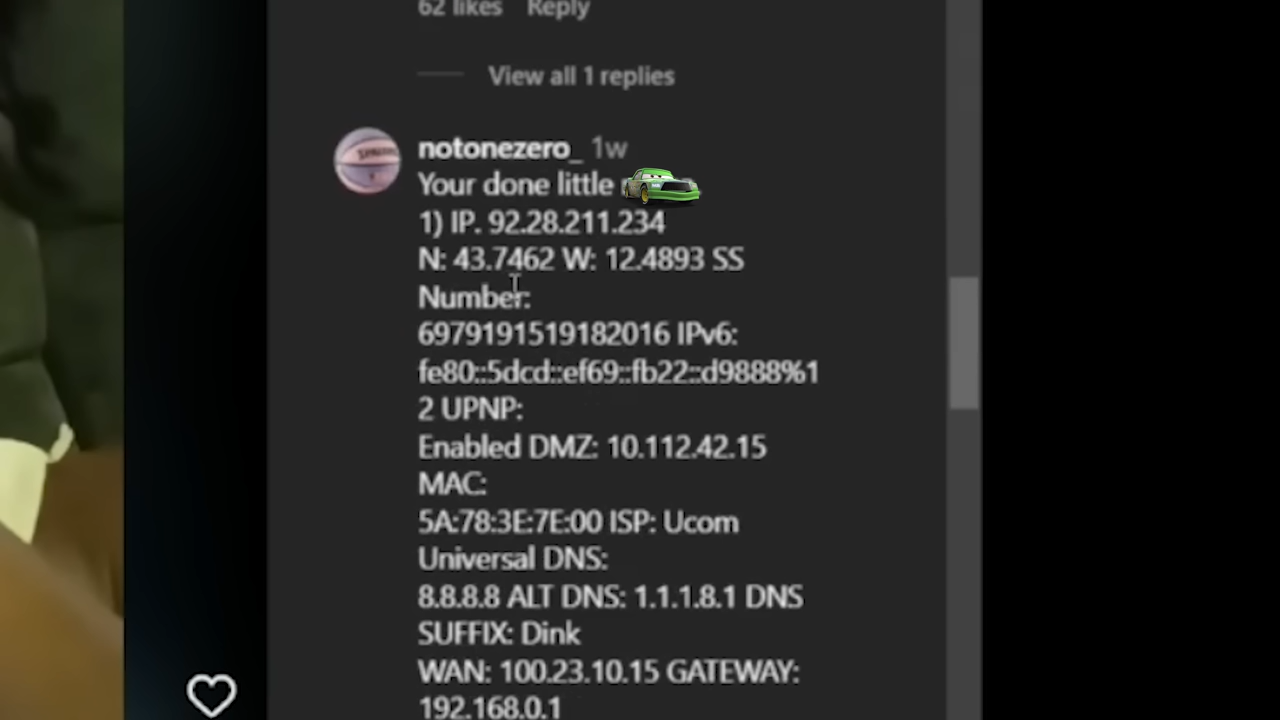 62 likes Reply
View all 1 replies
notonezero_ 1w
Your done little
1) IP. 92.28.211.234
N: 43.7462 W: 12.4893 SS
Number:
6979191519182016 IPv6:
fe80::5dcd::ef69::fb22::d9888%1
2 UPNP:
Enabled DMZ: 10.112.42.15
MAC:
5A:78:3E:7E:00 ISP: Ucom
Universal DNS:
8.8.8.8 ALT DNS: 1.1.1.8.1 DNS
SUFFIX: Dink
WAN: 100.23.10.15 GATEWAY:
192.168.0.1